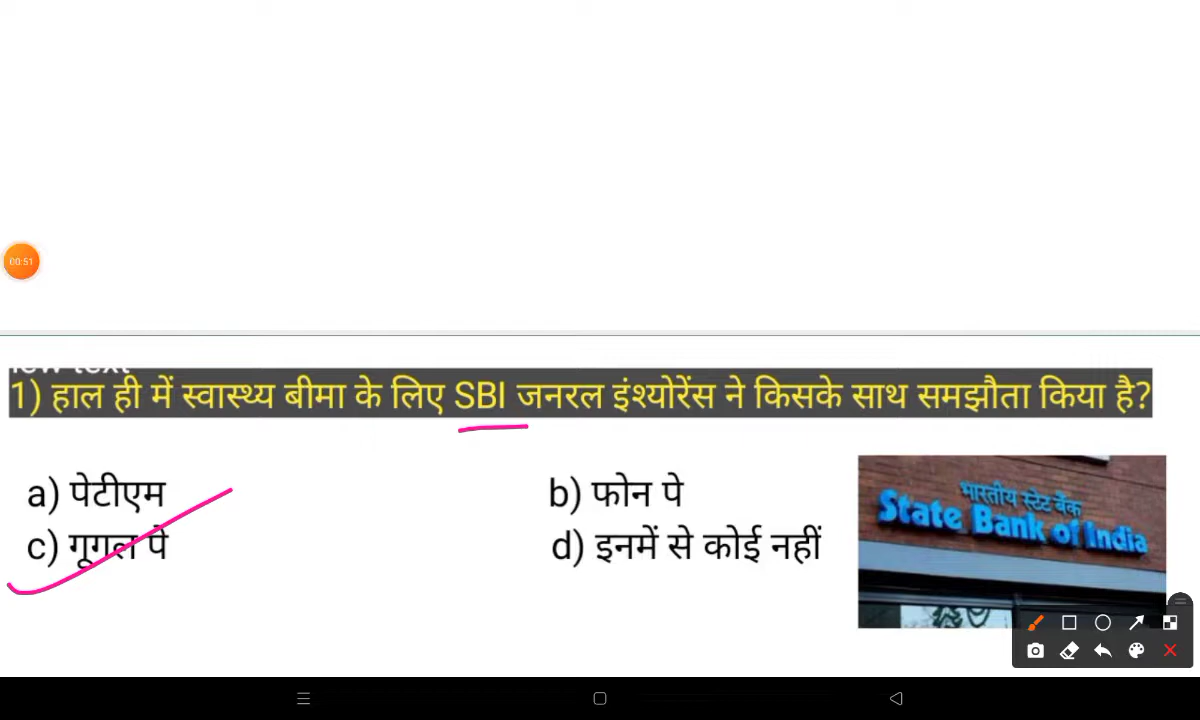 00:51
1) हाल ही में स्वास्थ्य बीमा के लिए SBI जनरल इंश्योरेंस ने किसके साथ समझौता किया है?
a) पेटीएम
b) फोन पे
c) गूगल पे
d) इनमें से कोई नहीं
भारतीय स्टेट बैंक
State Bank of India